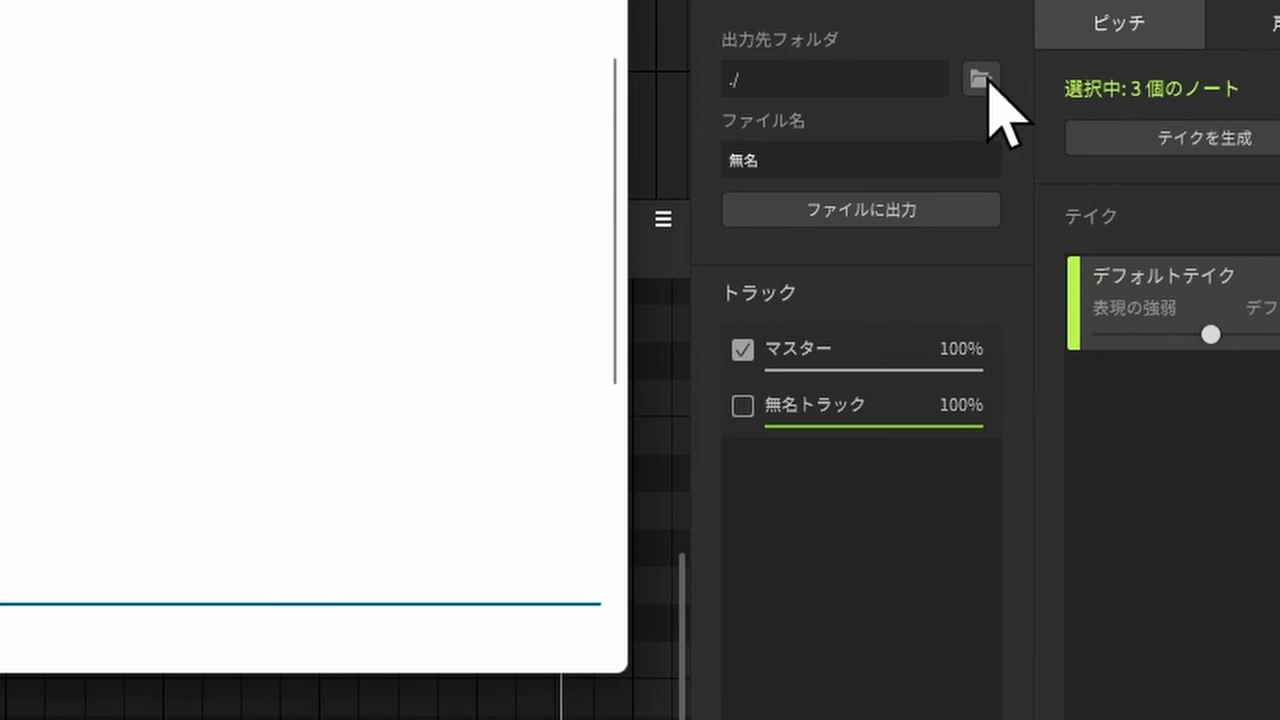 出力先フォルダ
./
ファイル名
無名
ファイルに出力
トラック
マスター 100%
無名トラック 100%
ピッチ
選択中: 3 個のノート
テイクを生成
テイク
デフォルトテイク
表現の強弱 デフ